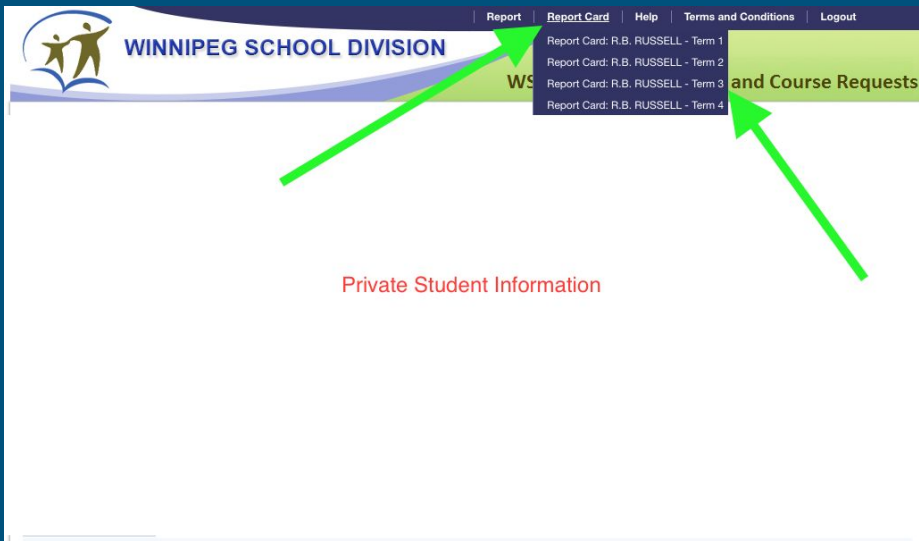 Report Report Card Help Terms and Conditions Logout
WINNIPEG SCHOOL DIVISION
Report Card: R.B. RUSSELL - Term 1
Report Card: R.B. RUSSELL - Term 2
Report Card: R.B. RUSSELL - Term 3
Report Card: R.B. RUSSELL - Term 4
and Course Requests
Private Student Information